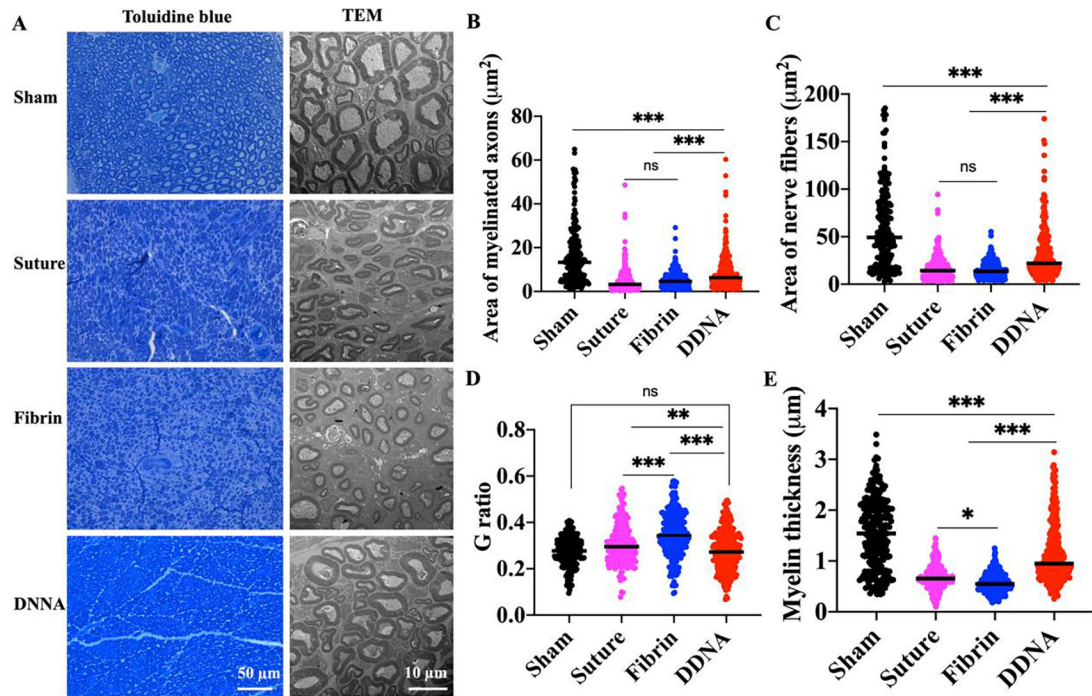 A
Toluidine blue
TEM
Sham
Suture
Fibrin
DNNA
50 µm
10 µm
B
Area of myelinated axons (µm²)
80
60
40
20
0
***
***
ns
Sham
Suture
Fibrin
DDNA
C
Area of nerve fibers (µm²)
200
150
100
50
0
***
***
ns
Sham
Suture
Fibrin
DDNA
D
G ratio
0.8
0.6
0.4
0.2
0.0
ns
**
***
***
Sham
Suture
Fibrin
DDNA
E
Myelin thickness (µm)
4
3
2
1
0
***
***
*
Sham
Suture
Fibrin
DDNA